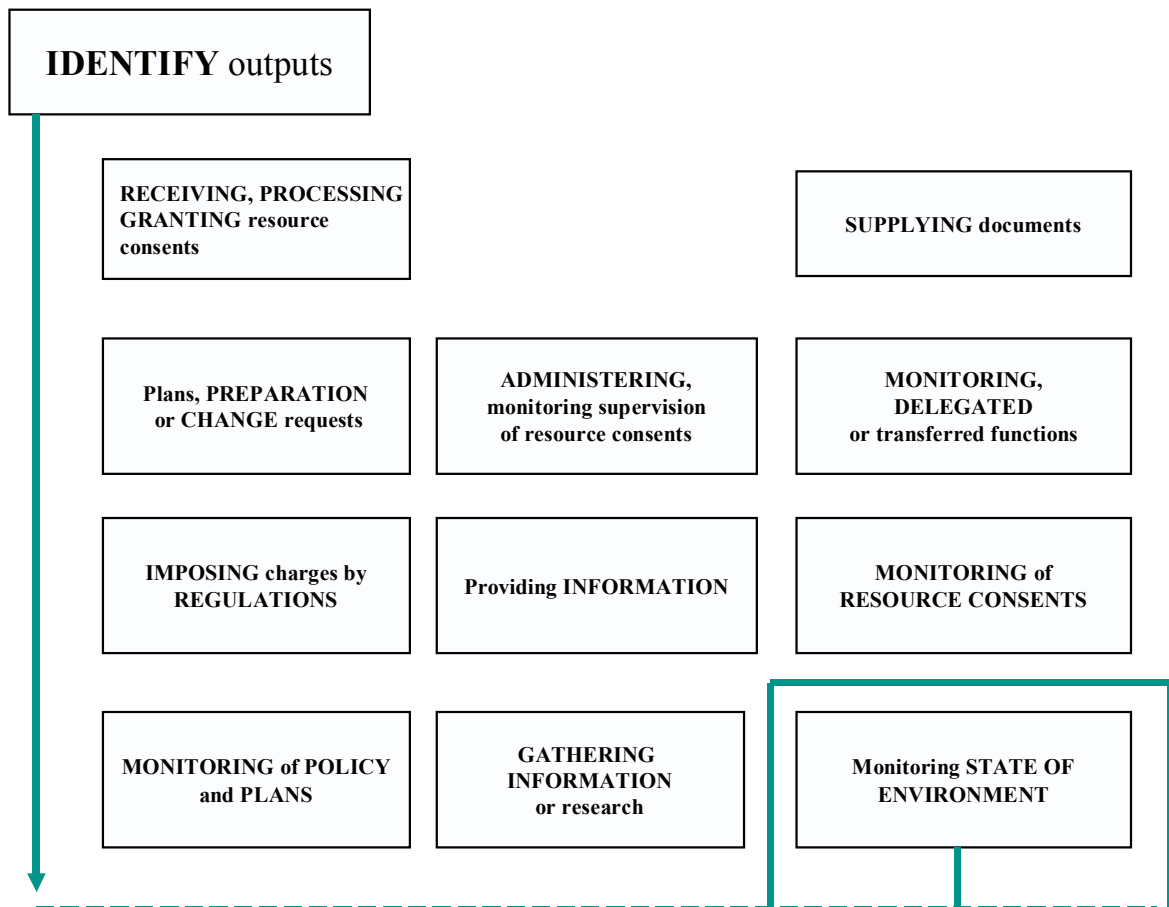 IDENTIFY outputs
RECEIVING, PROCESSING
GRANTING resource
consents
SUPPLYING documents
Plans, PREPARATION
or CHANGE requests
ADMINISTERING,
monitoring supervision
of resource consents
MONITORING,
DELEGATED
or transferred functions
IMPOSING charges by
REGULATIONS
Providing INFORMATION
MONITORING of
RESOURCE CONSENTS
MONITORING of POLICY
and PLANS
GATHERING
INFORMATION
or research
Monitoring STATE OF
ENVIRONMENT